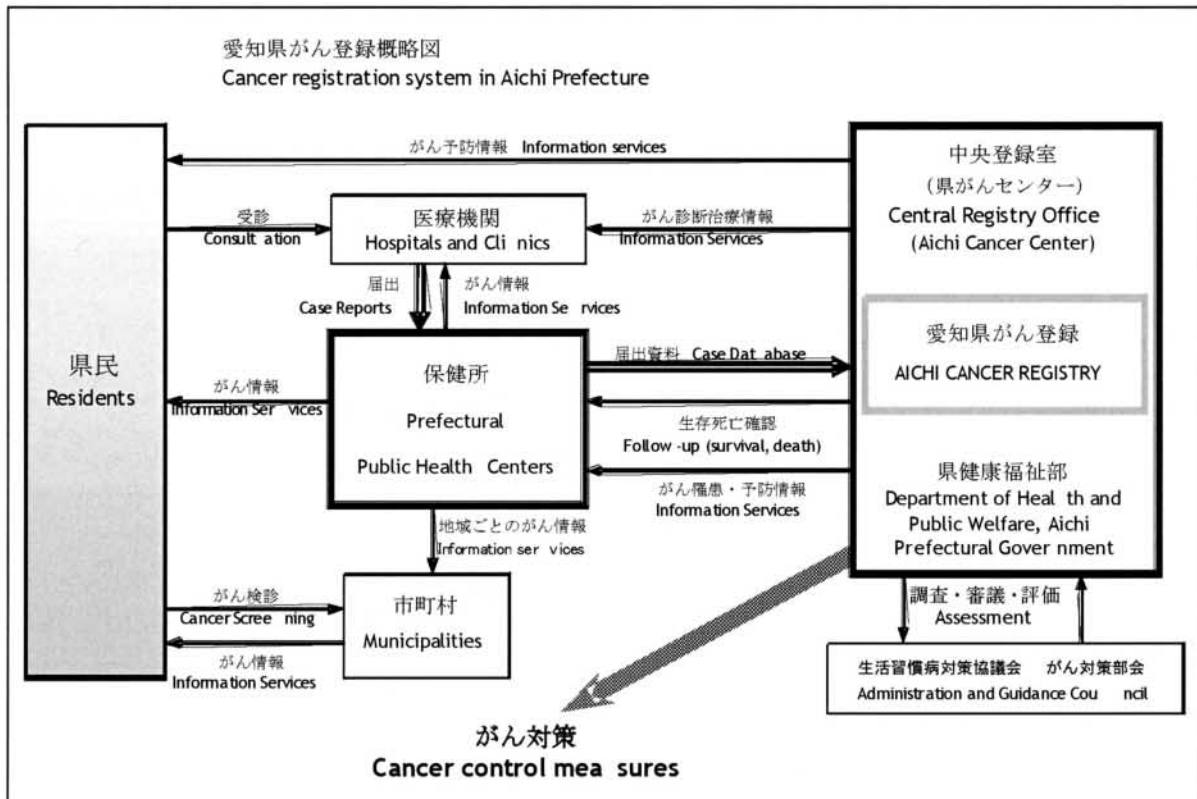 愛知県がん登録概略図
Cancer registration system in Aichi Prefecture
県民
Residents
がん予防情報 Information services
受診
Consult ation
医療機関
Hospitals and Cli nics
がん診断治療情報
Information Services
届出
Case Reports
がん情報
Information Se rvices
保健所
Prefectural
Public Health Centers
がん情報
Information Ser vices
届出資料 Case Dat abase
生存死亡確認
Follow -up (survival, death)
がん罹患・予防情報
Information Services
地域ごとのがん情報
Information ser vices
がん検診
Cancer Scree ning
市町村
Municipalities
がん情報
Information Services
中央登録室
(県がんセンター)
Central Registry Office
(Aichi Cancer Center)
愛知県がん登録
AICHI CANCER REGISTRY
県健康福祉部
Department of Heal th and
Public Welfare, Aichi
Prefectural Gover nment
調査・審議・評価
Assessment
生活習慣病対策協議会 がん対策部会
Administration and Guidance Cou ncil
がん対策
Cancer control mea sures